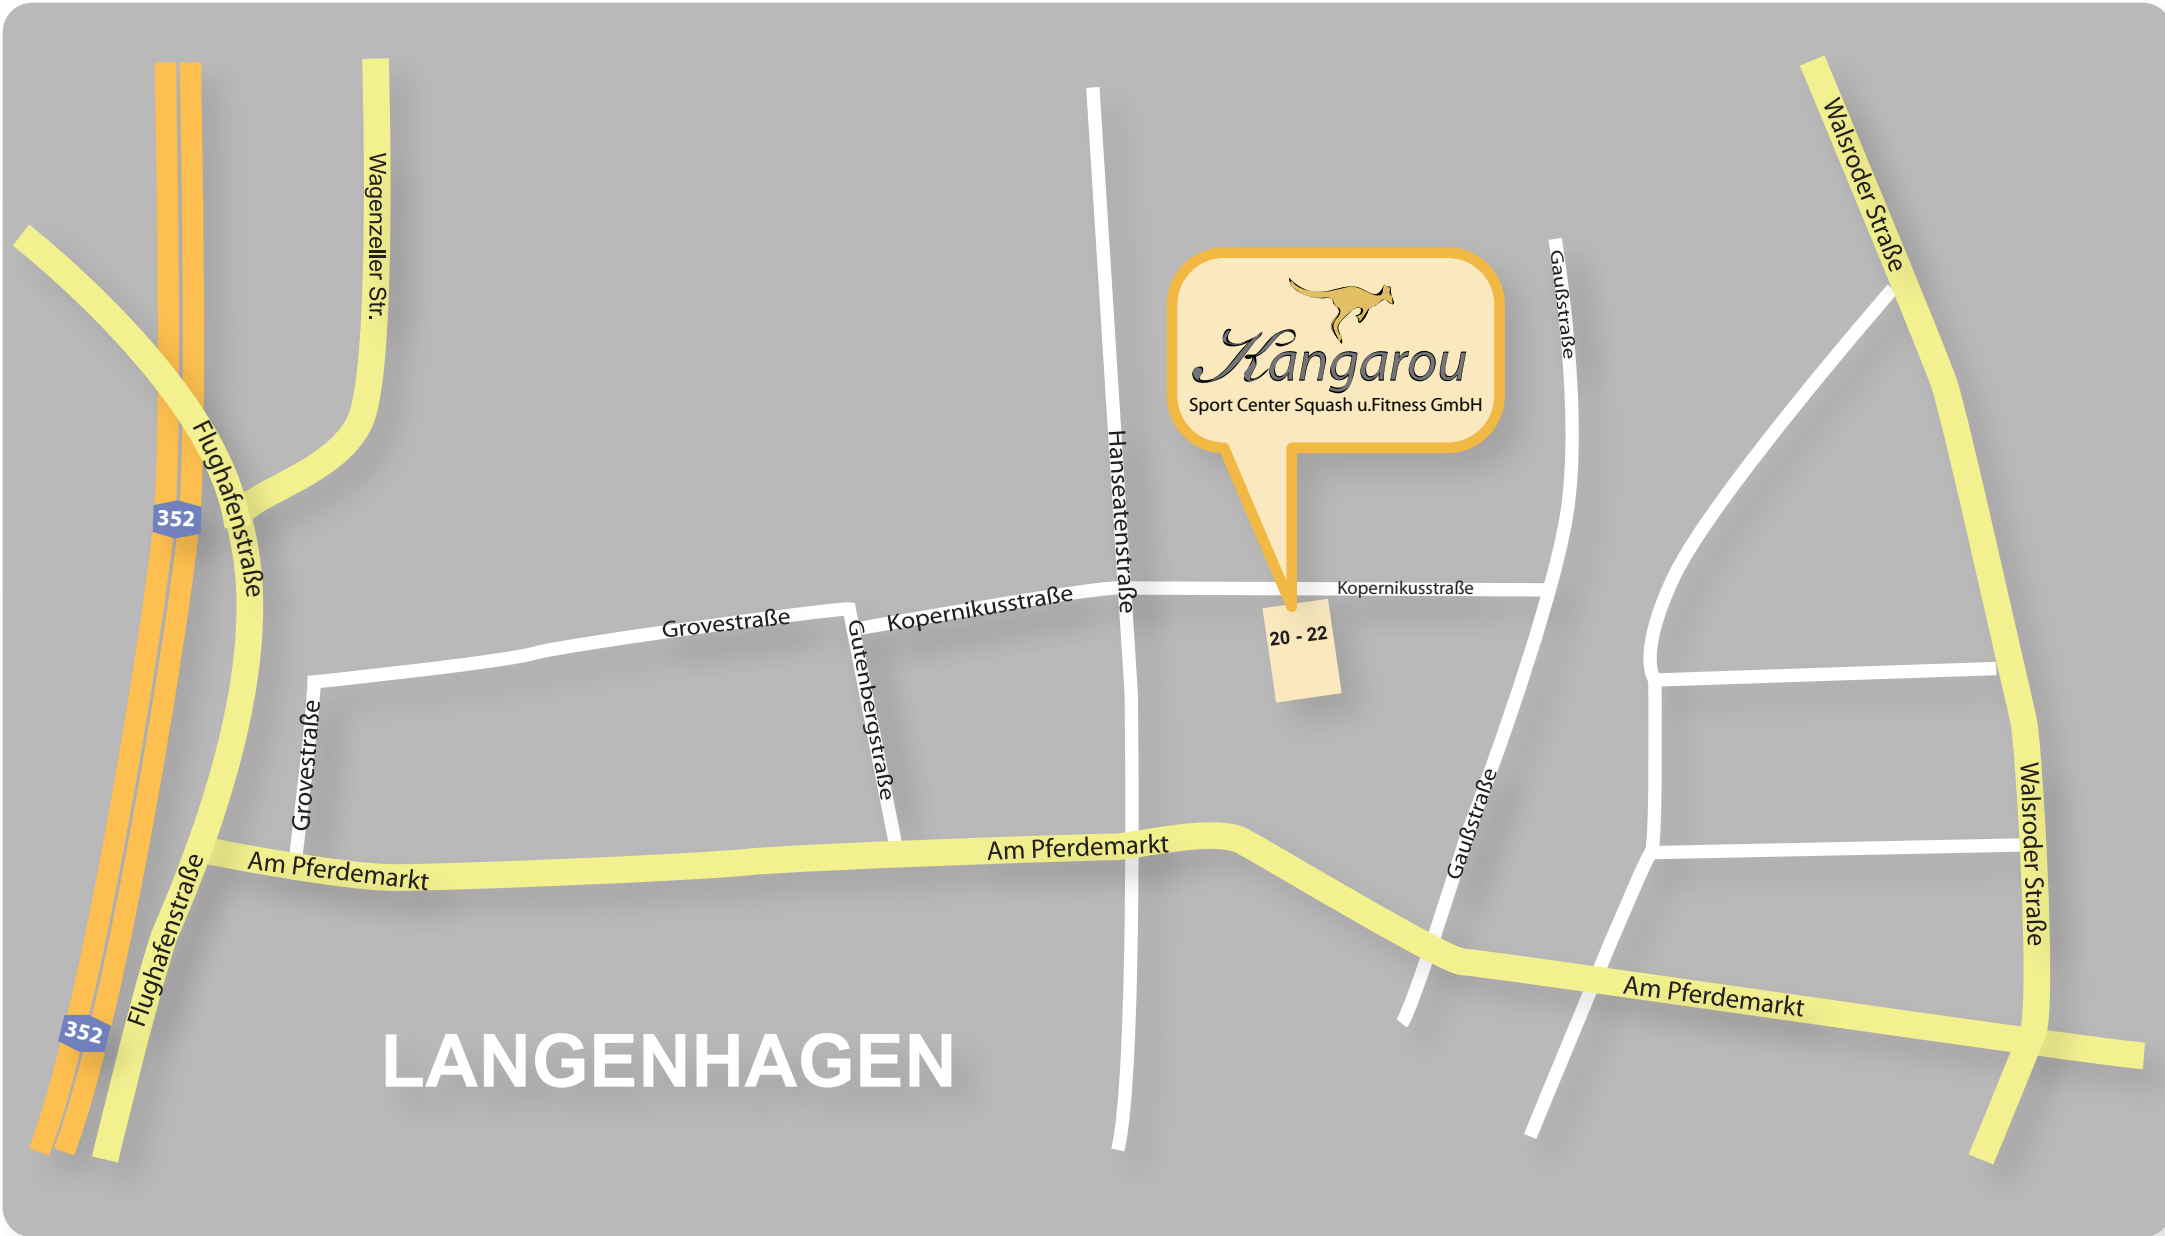 Walsroder Straße
Wagenzeller Str.
Gaußstraße
Kangarou
Sport Center Squash u.Fitness GmbH
Flughafenstraße
352
Hanseatenstraße
Kopernikusstraße
Kopernikusstraße
Grovestraße
20 - 22
Gutenbergstraße
Grovestraße
Gaußstraße
Walsroder Straße
Am Pferdemarkt
Am Pferdemarkt
Flughafenstraße
Am Pferdemarkt
352
LANGENHAGEN